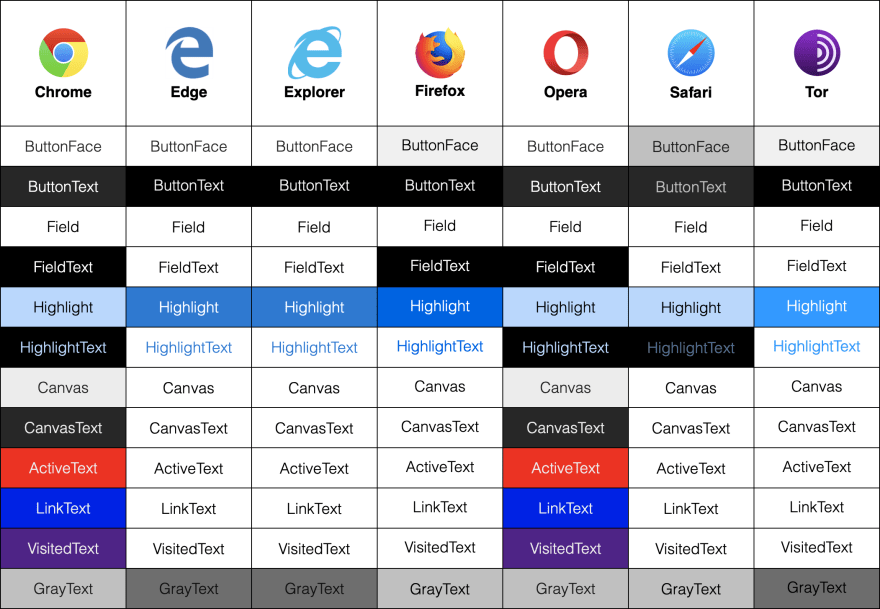 Chrome Edge Explorer Firefox Opera Safari Tor
ButtonFace ButtonFace ButtonFace ButtonFace ButtonFace ButtonFace ButtonFace
ButtonText ButtonText ButtonText ButtonText ButtonText ButtonText ButtonText
Field Field Field Field Field Field Field
FieldText FieldText FieldText FieldText FieldText FieldText FieldText
Highlight Highlight Highlight Highlight Highlight Highlight Highlight
HighlightText HighlightText HighlightText HighlightText HighlightText HighlightText HighlightText
Canvas Canvas Canvas Canvas Canvas Canvas Canvas
CanvasText CanvasText CanvasText CanvasText CanvasText CanvasText CanvasText
ActiveText ActiveText ActiveText ActiveText ActiveText ActiveText ActiveText
LinkText LinkText LinkText LinkText LinkText LinkText LinkText
VisitedText VisitedText VisitedText VisitedText VisitedText VisitedText VisitedText
GrayText GrayText GrayText GrayText GrayText GrayText GrayText